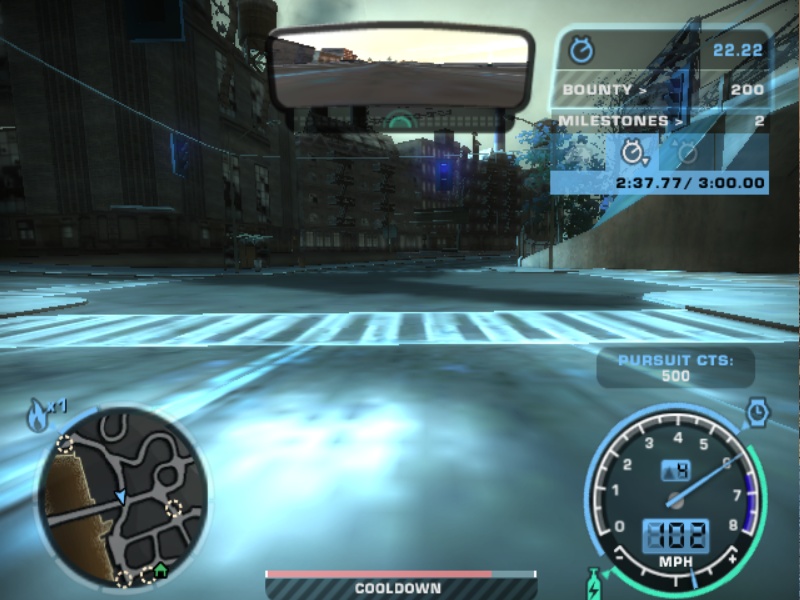 22.22
BOUNTY > 200
MILESTONES > 2
2:37.77/ 3:00.00
PURSUIT CTS:
500
x1
0 1 2 3 4 5 6 7 8
4
102
MPH
- +
COOLDOWN